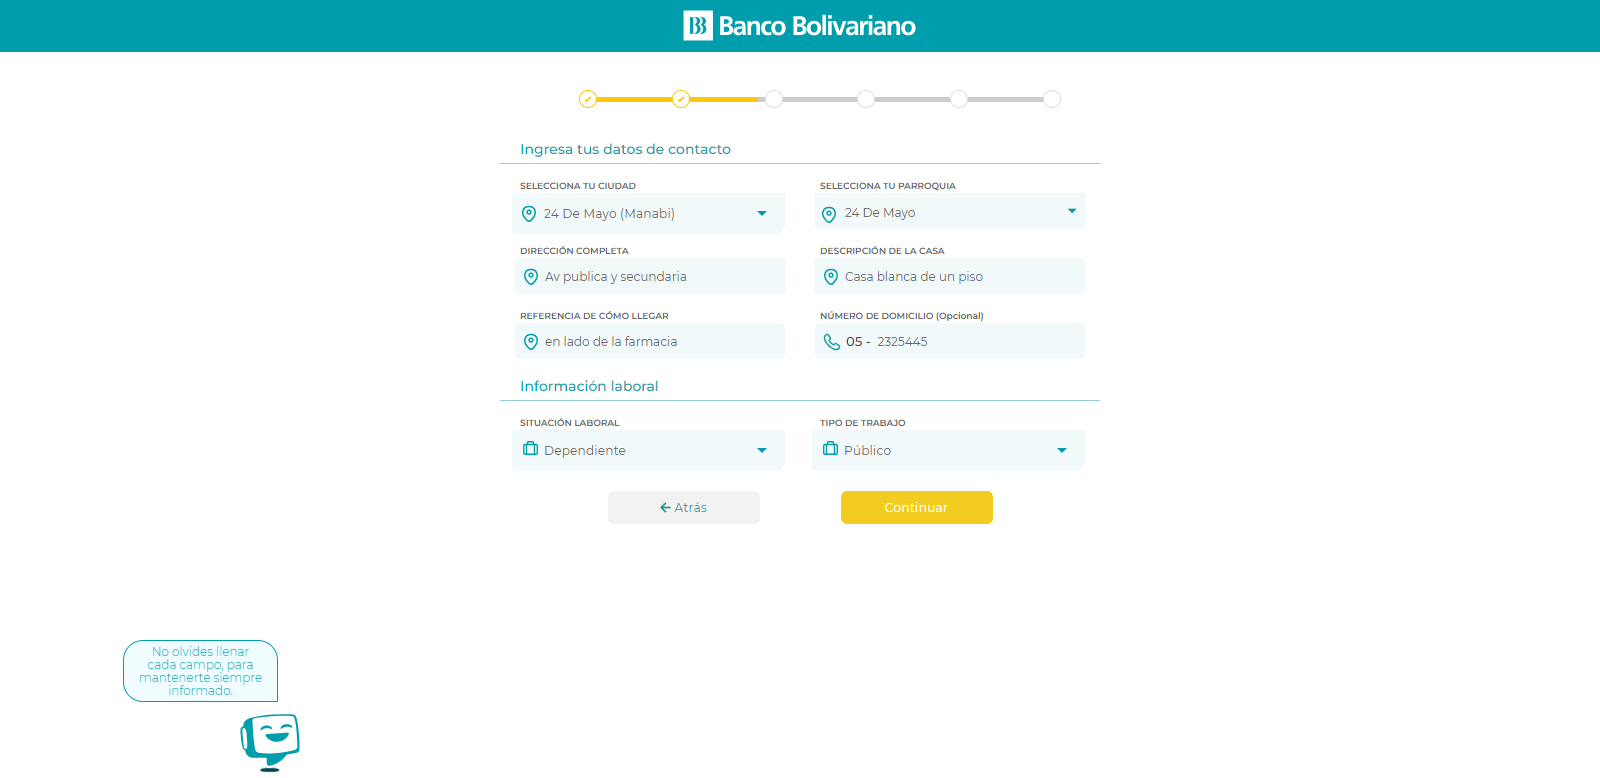 Banco Bolivariano
Ingresa tus datos de contacto
SELECCIONA TU CIUDAD
SELECCIONA TU PARROQUIA
24 De Mayo (Manabi)
24 De Mayo
DIRECCIÓN COMPLETA
DESCRIPCIÓN DE LA CASA
Av publica y secundaria
Casa blanca de un piso
REFERENCIA DE CÓMO LLEGAR
NÚMERO DE DOMICILIO (Opcional)
en lado de la farmacia
05 - 2325445
Información laboral
SITUACIÓN LABORAL
TIPO DE TRABAJO
Dependiente
Público
Atrás
Continuar
No olvides llenar
cada campo, para
mantenerte siempre
informado.